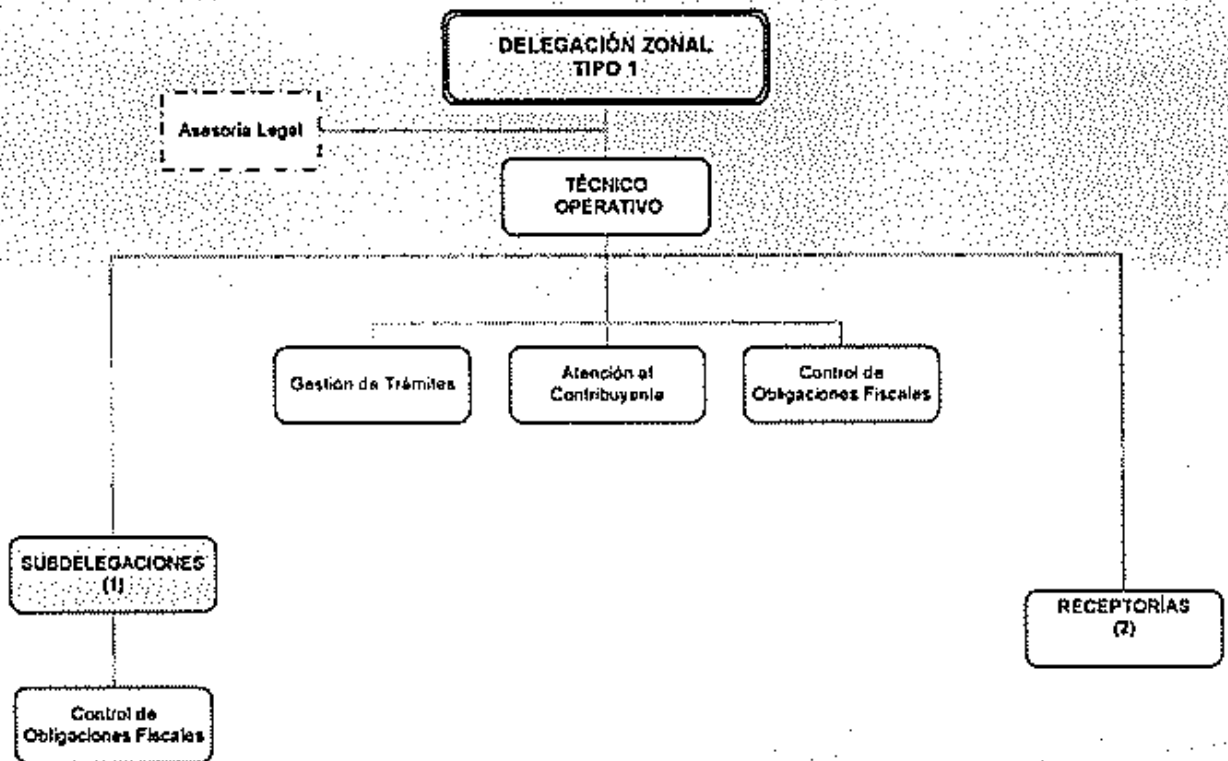 DELEGACIÓN ZONAL
TIPO 1
Asesoría Legal
TÉCNICO
OPERATIVO
Gestión de Trámites
Atención al
Contribuyente
Control de
Obligaciones Fiscales
SUBDELEGACIONES
(1)
RECEPTORÍAS
(2)
Control de
Obligaciones Fiscales